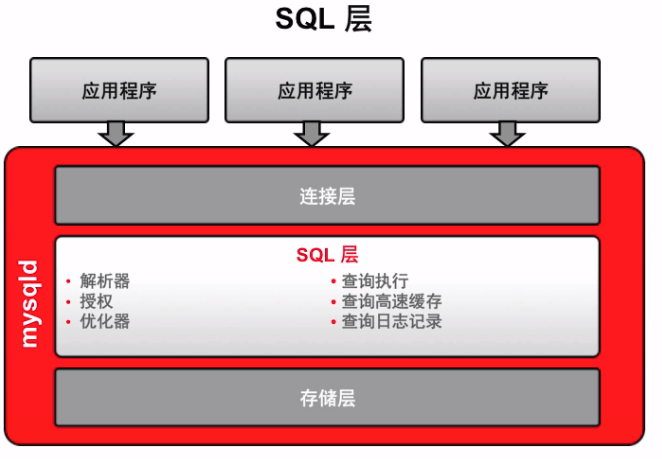 SQL 层
应用程序
应用程序
应用程序
mysqld
连接层
SQL 层
• 解析器
• 授权
• 优化器
• 查询执行
• 查询高速缓存
• 查询日志记录
存储层